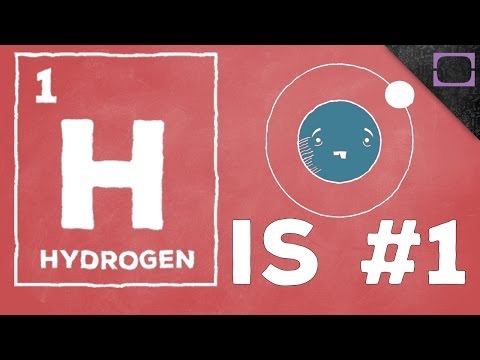 1
H
HYDROGEN
IS #1